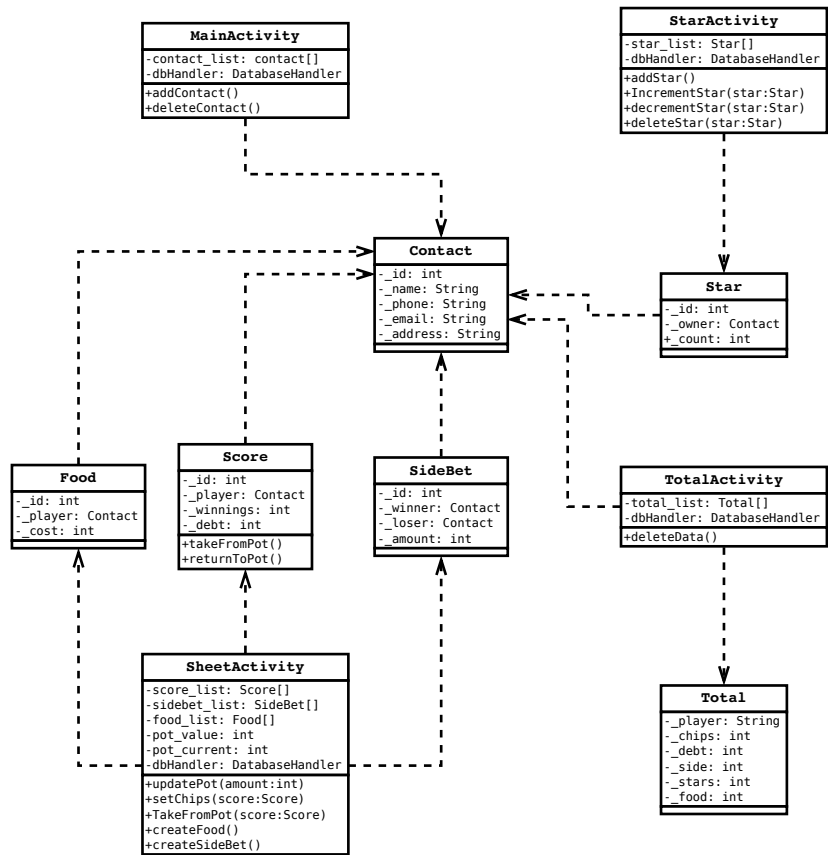 MainActivity
-contact_list: contact[]
-dbHandler: DatabaseHandler
+addContact()
+deleteContact()
StarActivity
-star_list: Star[]
-dbHandler: DatabaseHandler
+addStar()
+IncrementStar(star:Star)
+decrementStar(star:Star)
+deleteStar(star:Star)
Contact
-_id: int
-_name: String
-_phone: String
-_email: String
-_address: String
Star
-_id: int
-_owner: Contact
+_count: int
Food
-_id: int
-_player: Contact
-_cost: int
Score
-_id: int
-_player: Contact
-_winnings: int
-_debt: int
+takeFromPot()
+returnToPot()
SideBet
-_id: int
-_winner: Contact
-_loser: Contact
-_amount: int
TotalActivity
-total_list: Total[]
-dbHandler: DatabaseHandler
+deleteData()
SheetActivity
-score_list: Score[]
-sidebet_list: SideBet[]
-food_list: Food[]
-pot_value: int
-pot_current: int
-dbHandler: DatabaseHandler
+updatePot(amount:int)
+setChips(score:Score)
+TakeFromPot(score:Score)
+createFood()
+createSideBet()
Total
-_player: String
-_chips: int
-_debt: int
-_side: int
-_stars: int
-_food: int